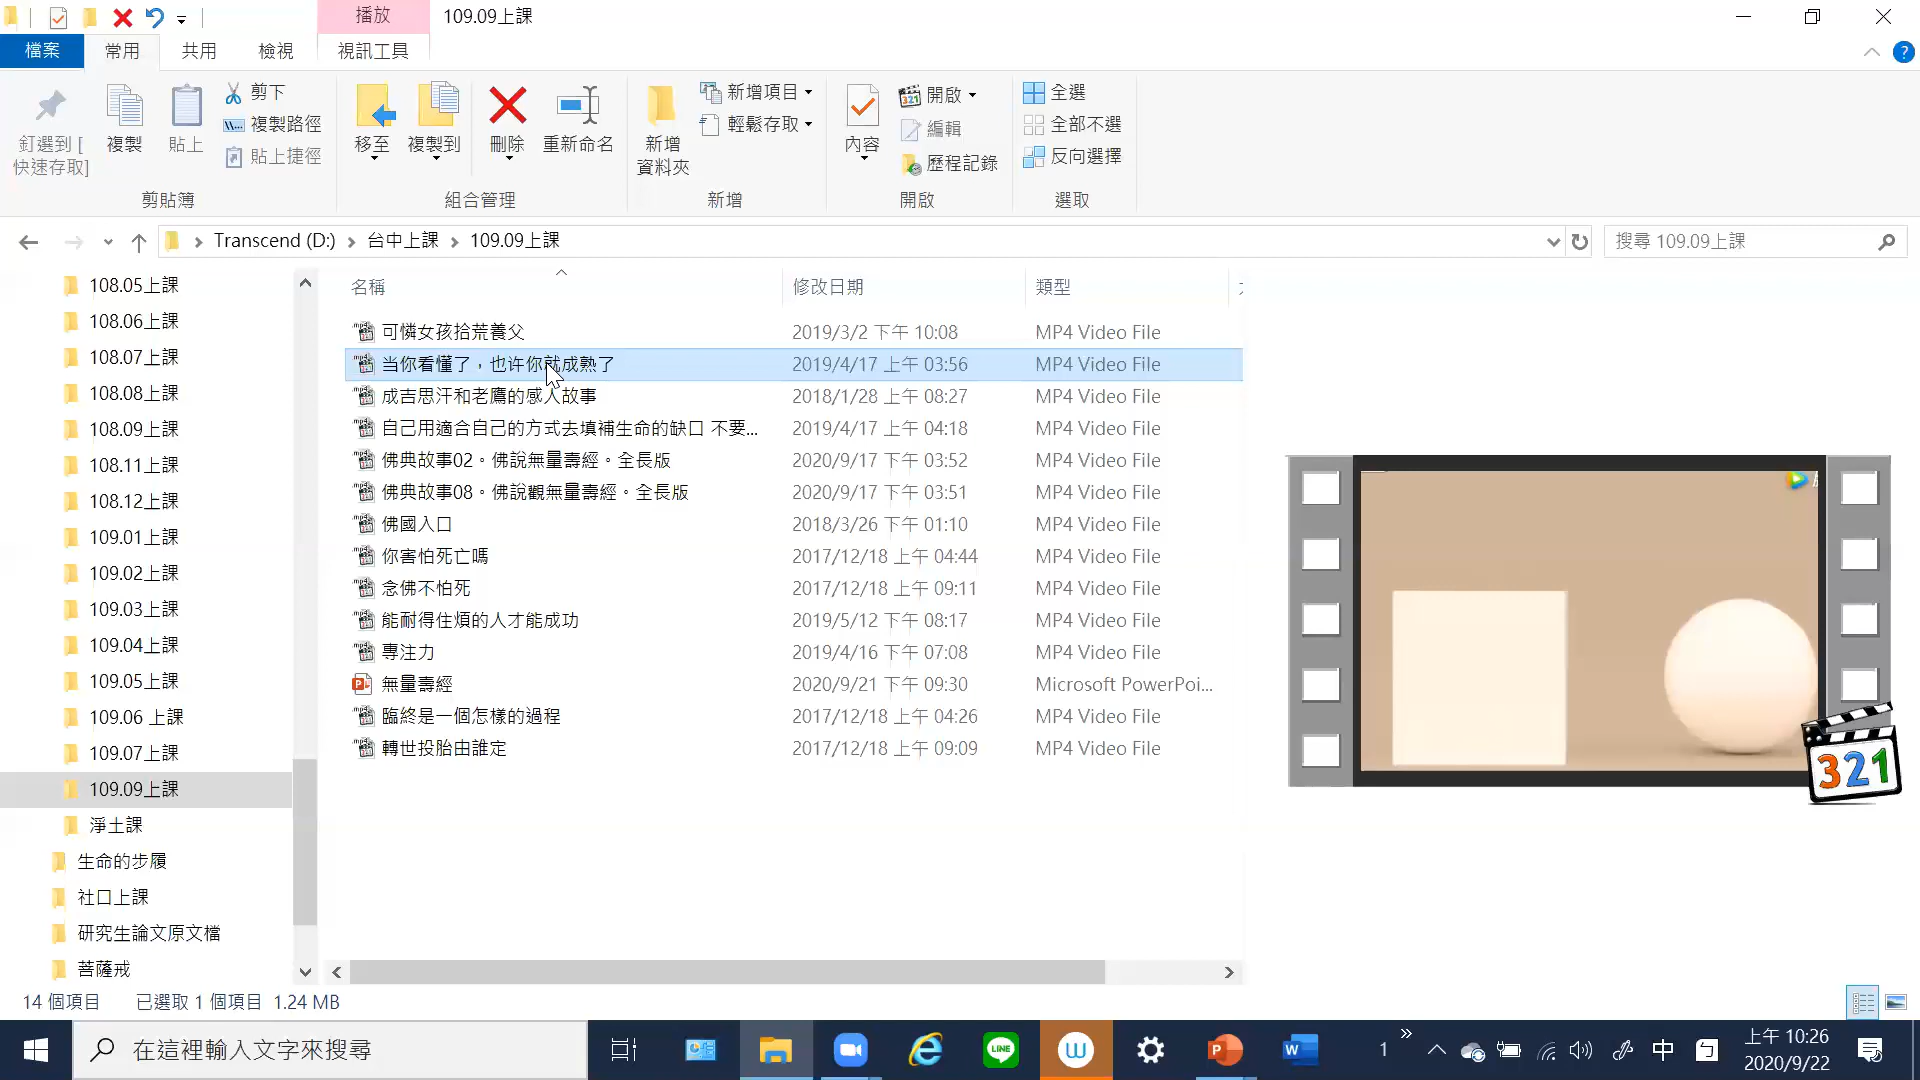 播放 109.09上課
檔案 常用 共用 檢視 視訊工具
釘選到 [
快速存取]
複製
貼上
剪下
複製路徑
貼上捷徑
剪貼簿
移至
複製到
刪除
重新命名
組合管理
新增
資料夾
新增項目
輕鬆存取
新增
內容
開啟
編輯
歷程記錄
開啟
全選
全部不選
反向選擇
選取
Transcend (D:) 台中上課 109.09上課
搜尋 109.09上課
108.05上課
108.06上課
108.07上課
108.08上課
108.09上課
108.11上課
108.12上課
109.01上課
109.02上課
109.03上課
109.04上課
109.05上課
109.06 上課
109.07上課
109.09上課
淨土課
生命的步履
社口上課
研究生論文原文檔
菩薩戒
名稱 修改日期 類型
可憐女孩拾荒養父 2019/3/2 下午 10:08 MP4 Video File
当你看懂了，也许你就成熟了 2019/4/17 上午 03:56 MP4 Video File
成吉思汗和老鷹的感人故事 2018/1/28 上午 08:27 MP4 Video File
自己用適合自己的方式去填補生命的缺口 不要... 2019/4/17 上午 04:18 MP4 Video File
佛典故事02。佛說無量壽經。全長版 2020/9/17 上午 03:52 MP4 Video File
佛典故事08。佛說觀無量壽經。全長版 2020/9/17 上午 03:51 MP4 Video File
佛國入口 2018/3/26 下午 01:10 MP4 Video File
你害怕死亡嗎 2017/12/18 上午 04:44 MP4 Video File
念佛不怕死 2017/12/18 上午 09:11 MP4 Video File
能耐得住煩的人才能成功 2019/5/12 下午 08:17 MP4 Video File
專注力 2019/4/16 下午 07:08 MP4 Video File
無量壽經 2020/9/21 下午 09:30 Microsoft PowerPoi...
臨終是一個怎樣的過程 2017/12/18 上午 04:26 MP4 Video File
轉世投胎由誰定 2017/12/18 上午 09:09 MP4 Video File
321
14 個項目 已選取 1 個項目 1.24 MB
在這裡輸入文字來搜尋
LINE
1
中
上午 10:26
2020/9/22